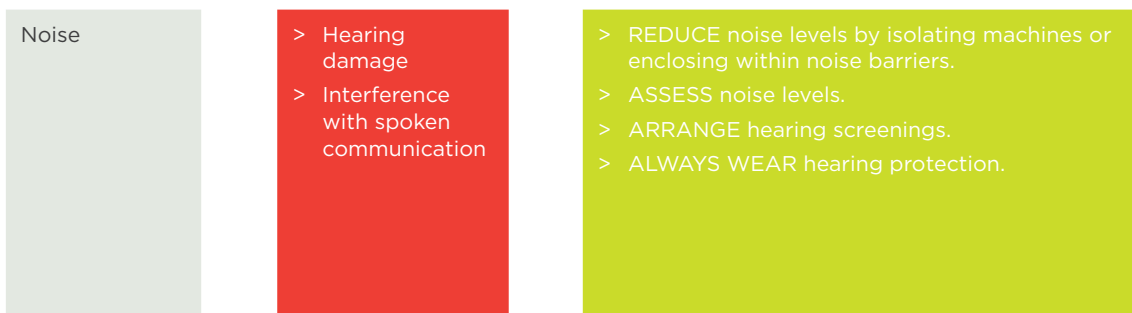 Noise
> Hearing
damage
> Interference
with spoken
communication
> REDUCE noise levels by isolating machines or
enclosing within noise barriers.
> ASSESS noise levels.
> ARRANGE hearing screenings.
> ALWAYS WEAR hearing protection.